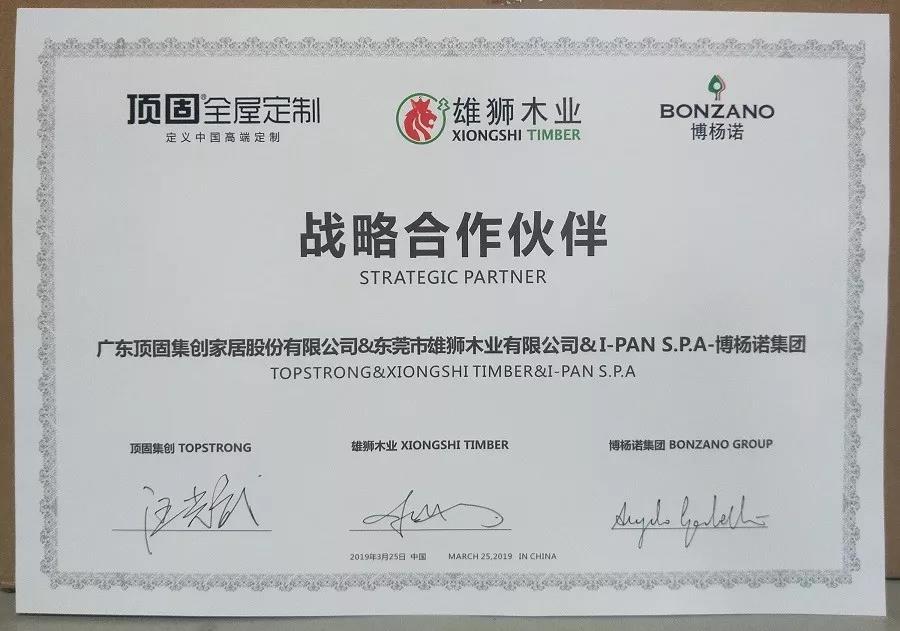 顶固®全屋定制
定义中国高端定制
雄狮木业
XIONGSHI TIMBER
BONZANO
博杨诺
战略合作伙伴
STRATEGIC PARTNER
广东顶固集创家居股份有限公司&东莞市雄狮木业有限公司&I-PAN S.P.A-博杨诺集团
TOPSTRONG&XIONGSHI TIMBER&I-PAN S.P.A
顶固集创 TOPSTRONG
雄狮木业 XIONGSHI TIMBER
博杨诺集团 BONZANO GROUP
2019年3月25日 中国 MARCH 25,2019 IN CHINA